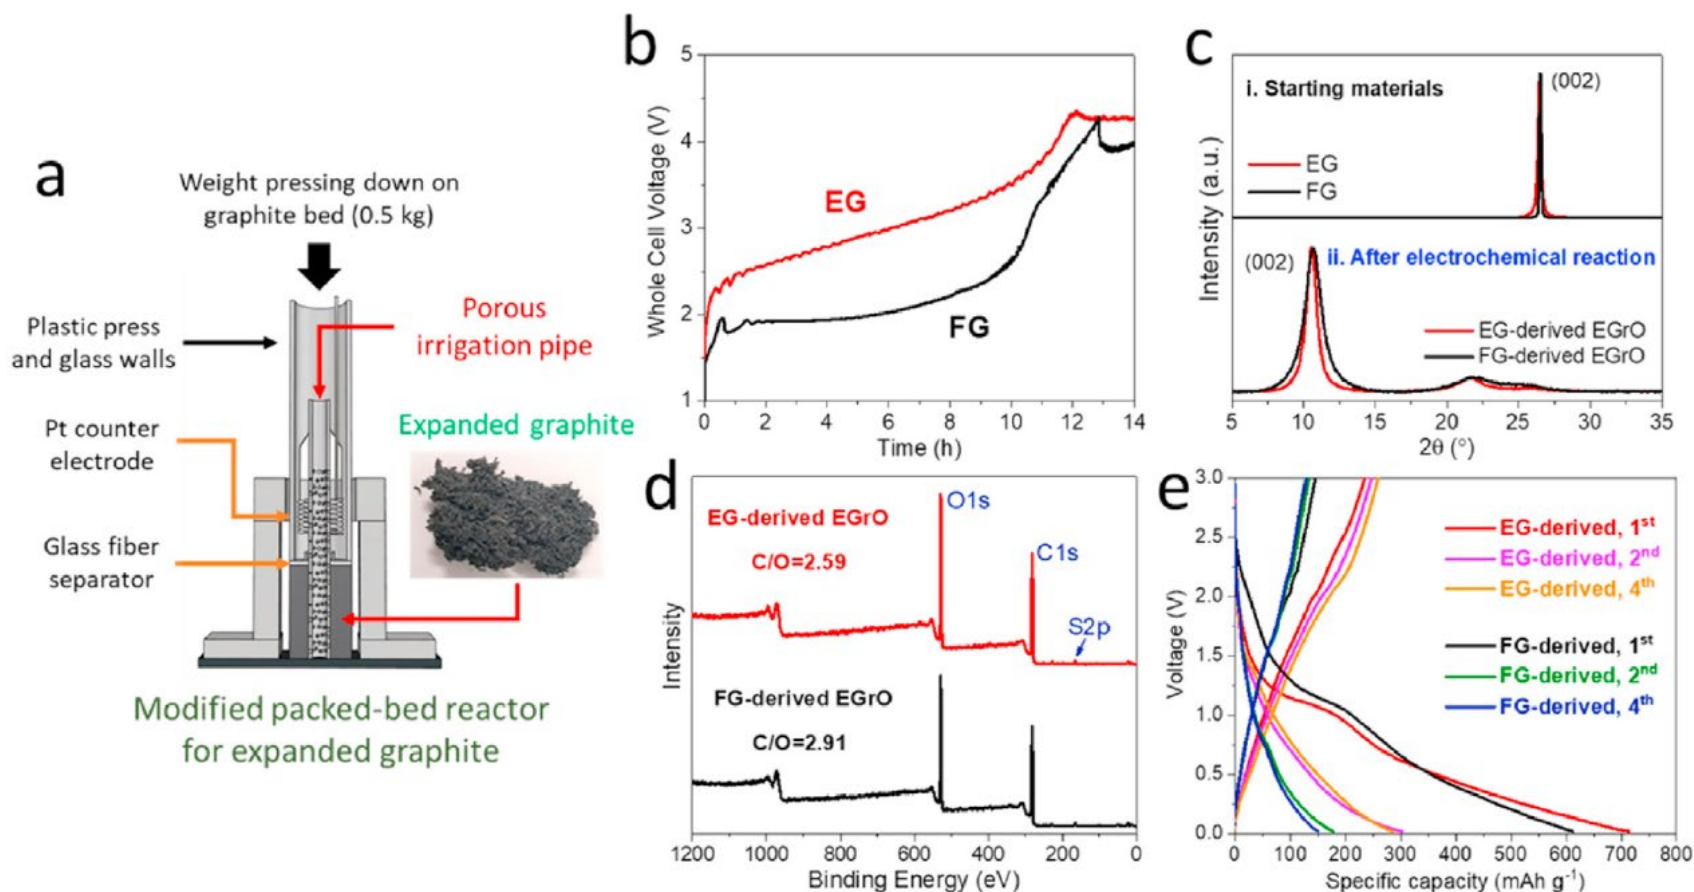 a
Weight pressing down on
graphite bed (0.5 kg)
Plastic press
and glass walls
Porous
irrigation pipe
Pt counter
electrode
Expanded graphite
Glass fiber
separator
Modified packed-bed reactor
for expanded graphite
b
Whole Cell Voltage (V)
5
4
3
2
1
EG
FG
0 2 4 6 8 10 12 14
Time (h)
c
Intensity (a.u.)
i. Starting materials
(002)
EG
FG
(002)
ii. After electrochemical reaction
EG-derived EGrO
FG-derived EGrO
5 10 15 20 25 30 35
2θ (°)
d
Intensity
EG-derived EGrO
C/O=2.59
O1s
C1s
S2p
FG-derived EGrO
C/O=2.91
1200 1000 800 600 400 200 0
Binding Energy (eV)
e
Voltage (V)
3.0
2.5
2.0
1.5
1.0
0.5
0.0
EG-derived, 1st
EG-derived, 2nd
EG-derived, 4th
FG-derived, 1st
FG-derived, 2nd
FG-derived, 4th
0 100 200 300 400 500 600 700 800
Specific capacity (mAh g-1)